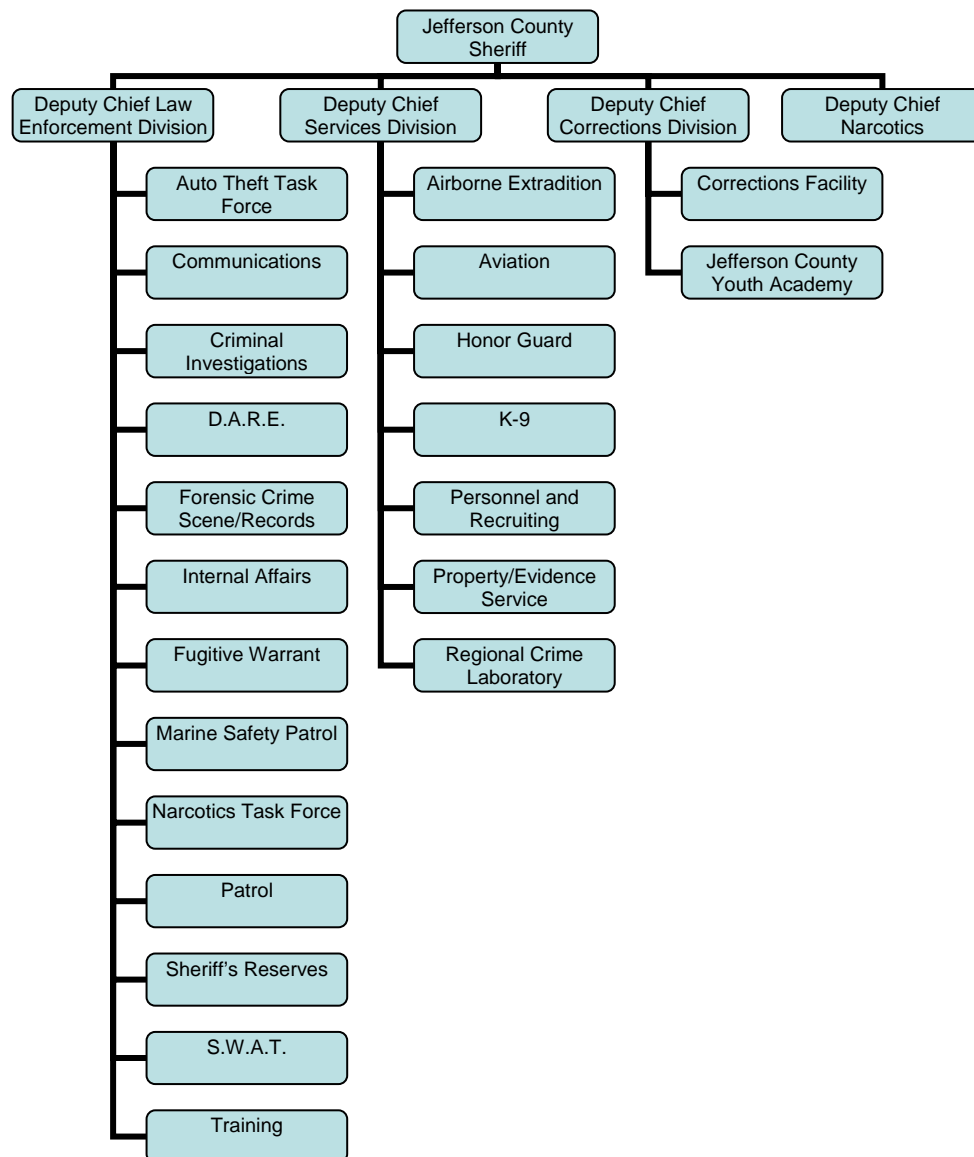 Jefferson County
Sheriff
Deputy Chief Law
Enforcement Division
Deputy Chief
Services Division
Deputy Chief
Corrections Division
Deputy Chief
Narcotics
Auto Theft Task
Force
Communications
Criminal
Investigations
D.A.R.E.
Forensic Crime
Scene/Records
Internal Affairs
Fugitive Warrant
Marine Safety Patrol
Narcotics Task Force
Patrol
Sheriff’s Reserves
S.W.A.T.
Training
Airborne Extradition
Aviation
Honor Guard
K-9
Personnel and
Recruiting
Property/Evidence
Service
Regional Crime
Laboratory
Corrections Facility
Jefferson County
Youth Academy